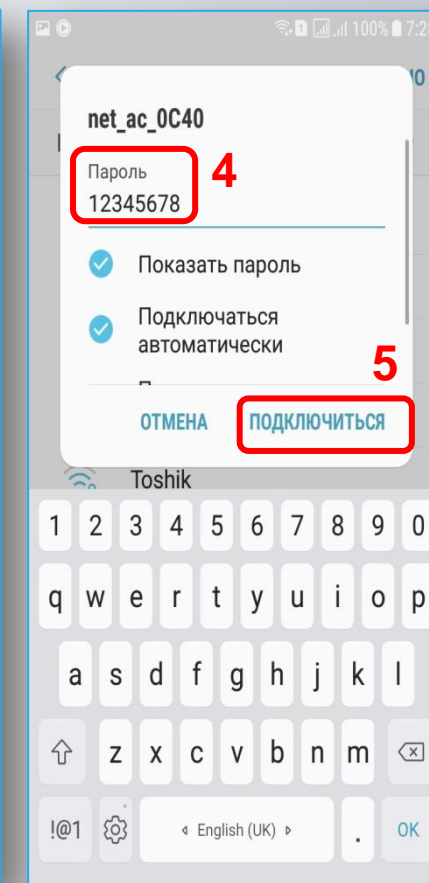 1 100% 7:2
net_ac_0C40
Пароль
12345678
4
Показать пароль
Подключаться
автоматически
5
ОТМЕНА ПОДКЛЮЧИТЬСЯ
Toshik
1 2 3 4 5 6 7 8 9 0
q w e r t y u i o p
a s d f g h j k l
z x c v b n m
!@1 English (UK) . OK